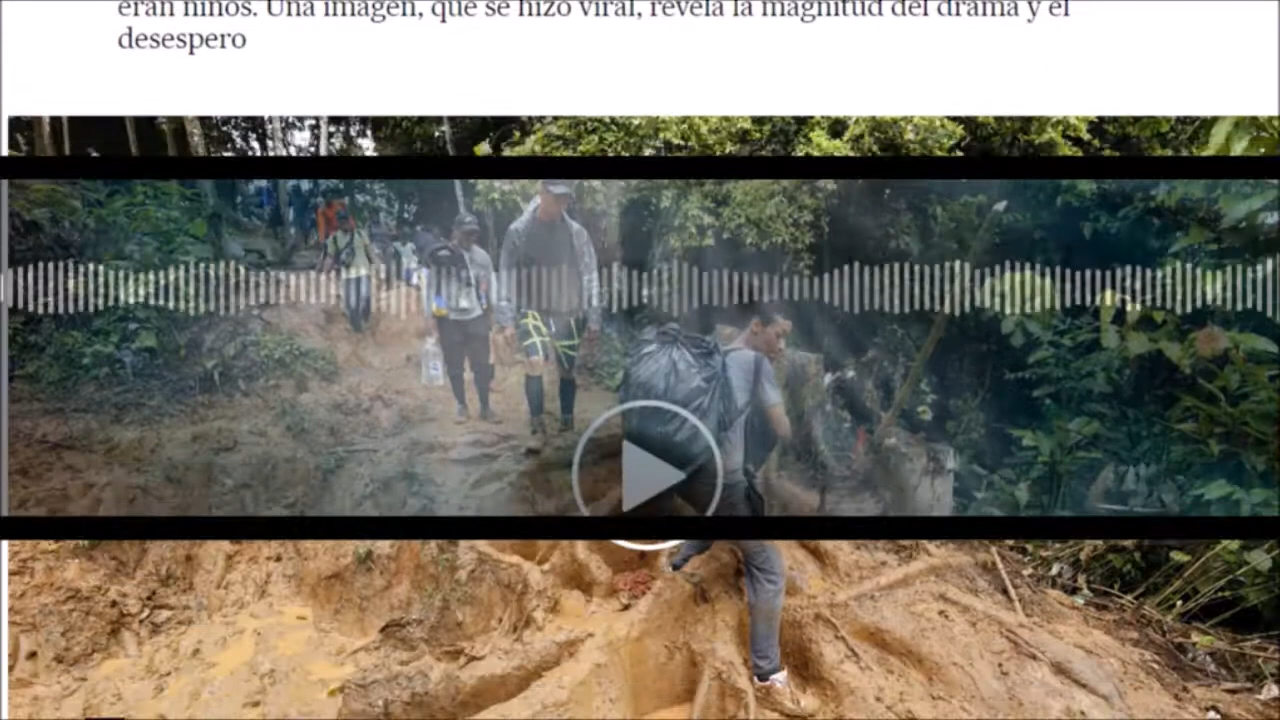 eran niños. Una imagen, que se hizo viral, revela la magnitud del drama y el
desespero